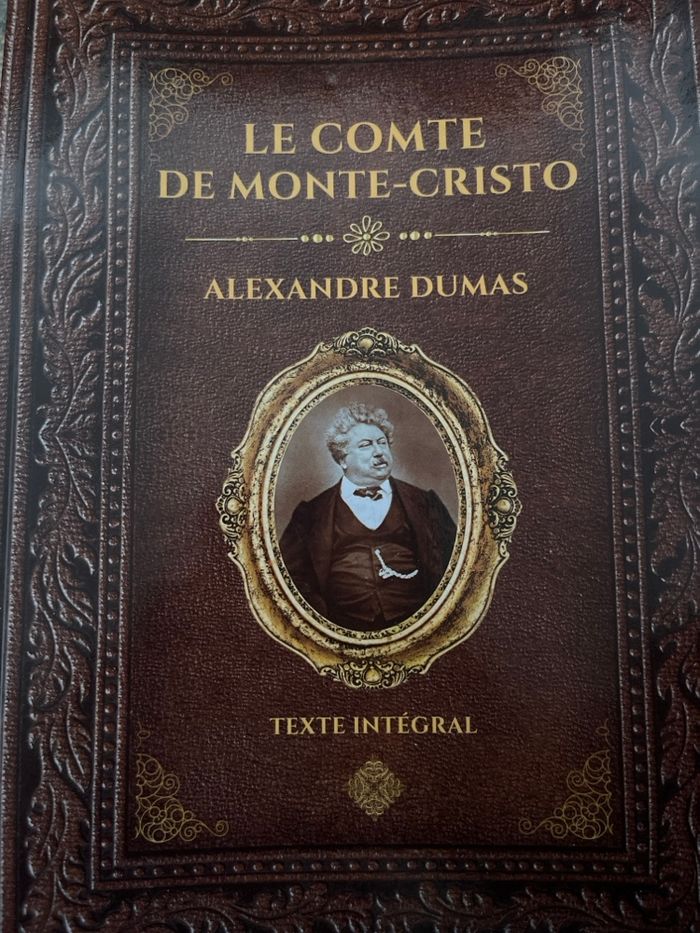 LE COMTE
DE MONTE-CRISTO
ALEXANDRE DUMAS
TEXTE INTÉGRAL